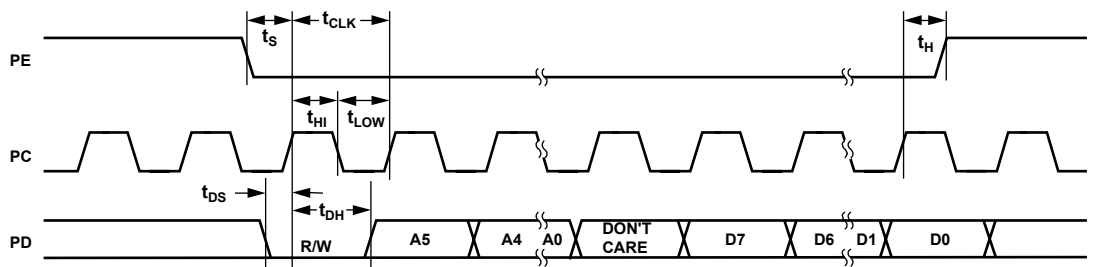 tS
tCLK
tH
PE
tHI
tLOW
PC
tDS
tDH
PD
R/W
A5
A4
A0
DON'T
CARE
D7
D6
D1
D0